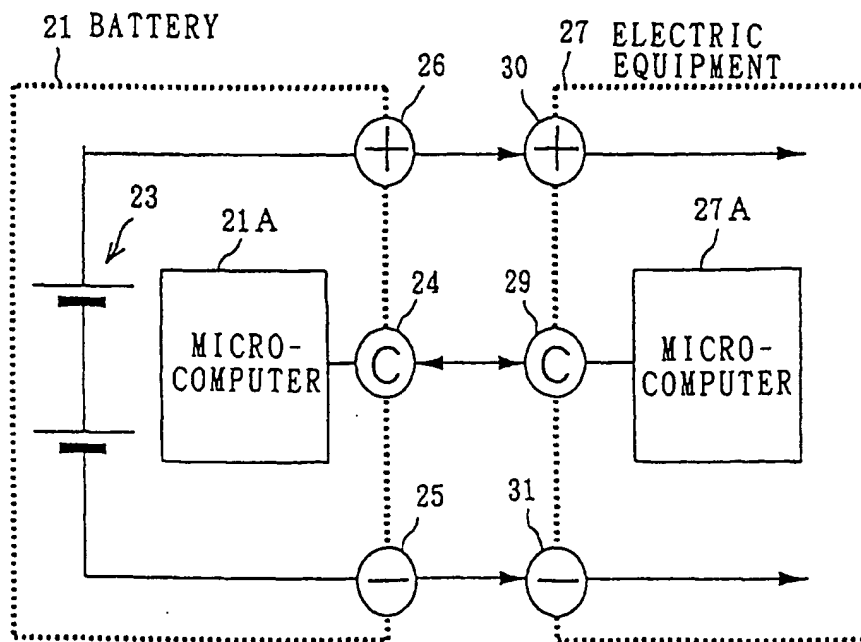 21 BATTERY
27 ELECTRIC
EQUIPMENT
26
30
+
+
23
21A
24
29
27A
MICRO-
COMPUTER
C
C
MICRO-
COMPUTER
25
31
−
−